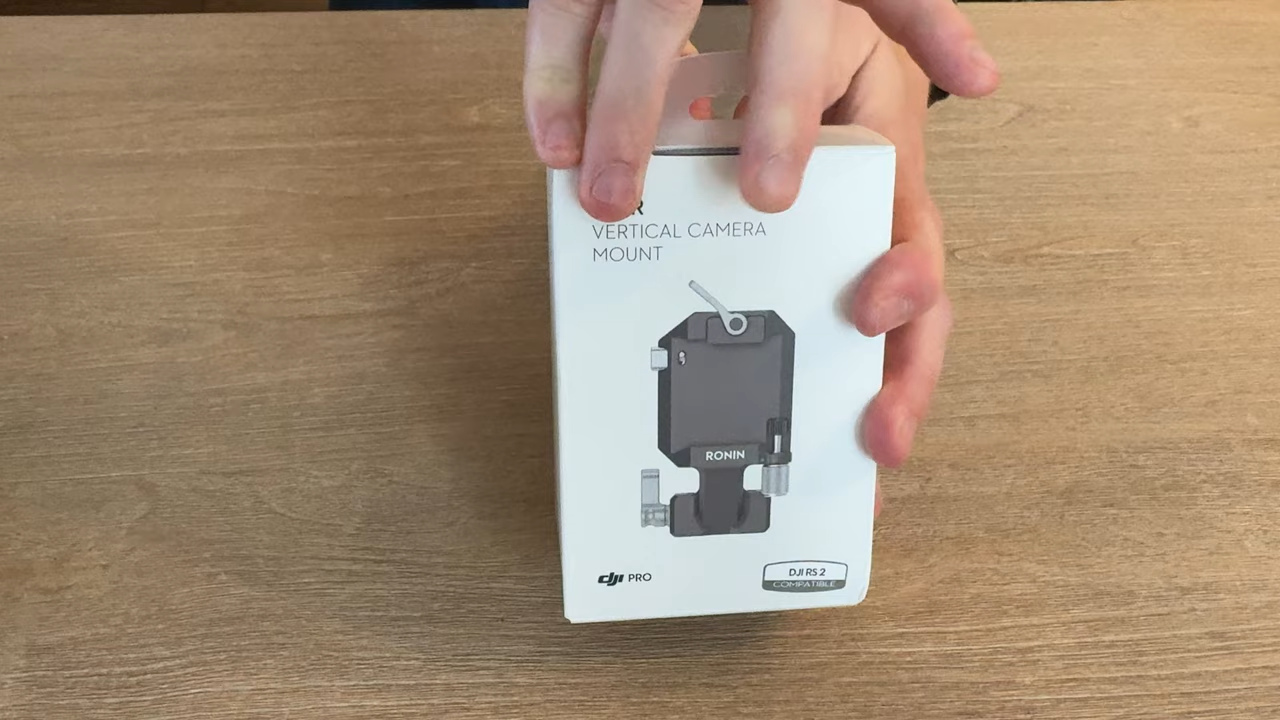 VERTICAL CAMERA
MOUNT
RONIN
dji PRO
DJI RS 2
COMPATIBLE